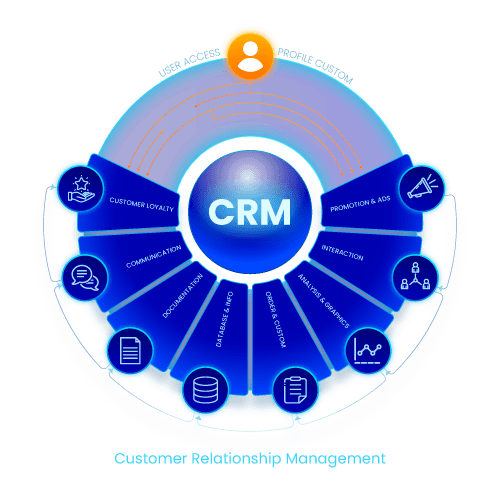 USER ACCESS
PROFILE CUSTOM
CRM
CUSTOMER LOYALTY
COMMUNICATION
DOCUMENTATION
DATABASE & INFO
ORDER & CUSTOM
ANALYSIS & GRAPHICS
INTERACTION
PROMOTION & ADS
Customer Relationship Management